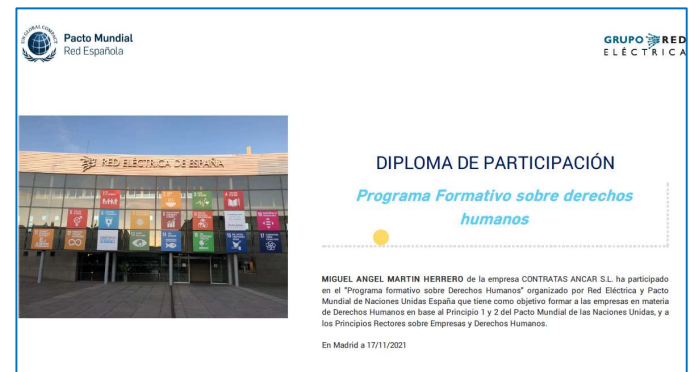 UN GLOBAL COMPACT
Pacto Mundial
Red Española
GRUPO RED
ELÉCTRICA
RED ELÉCTRICA DE ESPAÑA
DIPLOMA DE PARTICIPACIÓN
Programa Formativo sobre derechos
humanos
MIGUEL ANGEL MARTIN HERRERO de la empresa CONTRATAS ANCAR S.L. ha participado
en el "Programa formativo sobre Derechos Humanos" organizado por Red Eléctrica y Pacto
Mundial de Naciones Unidas España que tiene como objetivo formar a las empresas en materia
de Derechos Humanos en base al Principio 1 y 2 del Pacto Mundial de las Naciones Unidas, y a
los Principios Rectores sobre Empresas y Derechos Humanos.
En Madrid a 17/11/2021